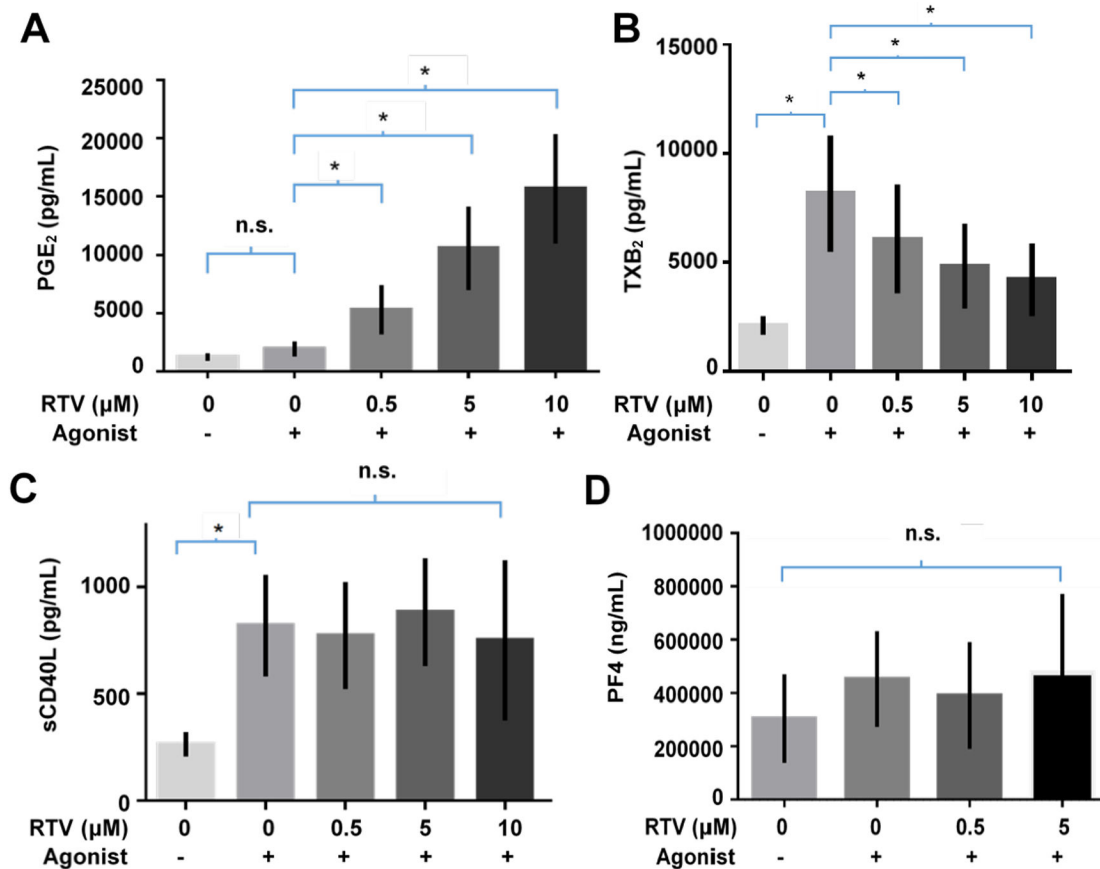 A
PGE2 (pg/mL)
25000
20000
15000
10000
5000
0
n.s.
*
*
*
RTV (µM) 0 0 0.5 5 10
Agonist - + + + +
B
TXB2 (pg/mL)
15000
10000
5000
0
*
*
*
*
RTV (µM) 0 0 0.5 5 10
Agonist - + + + +
C
sCD40L (pg/mL)
1000
500
0
*
n.s.
RTV (µM) 0 0 0.5 5 10
Agonist - + + + +
D
PF4 (ng/mL)
1000000
800000
600000
400000
200000
0
n.s.
RTV (µM) 0 0 0.5 5
Agonist - + + +